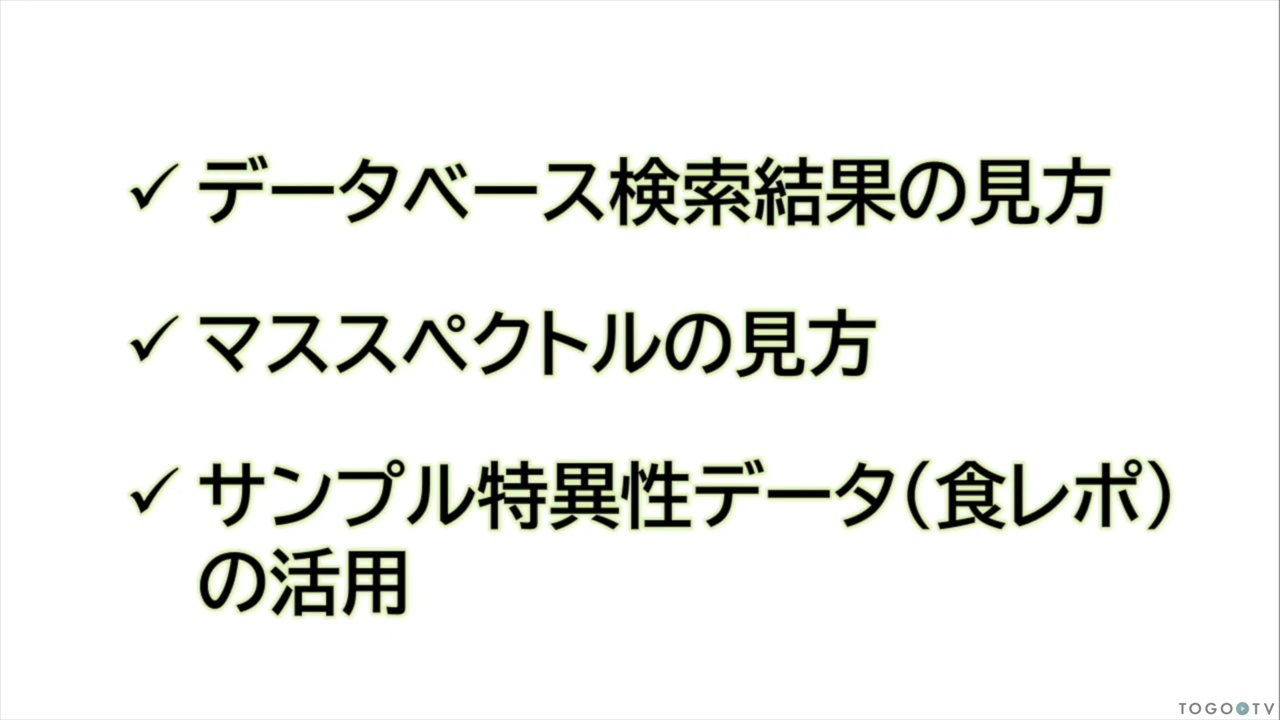 ✓ データベース検索結果の見方
✓ マススペクトルの見方
✓ サンプル特異性データ(食レポ)
の活用
TOGO TV